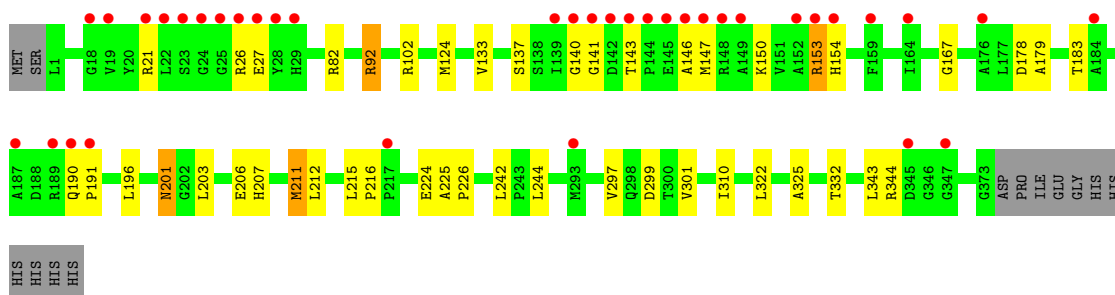 MET SER L1 G18 V19 Y20 R21 L22 S23 G24 G25 R26 E27 Y28 H29 R82 R92 R102 M124 V133 S137 S138 I139 G140 G141 D142 T143 P144 E145 A146 M147 R148 A149 K150 V151 A152 R153 H154 F159 I164 G167 A176 L177 D178 A179 T183 A184
A187 D188 R189 Q190 P191 L196 N201 G202 L203 E206 H207 M211 L212 L215 P216 P217 E224 A225 P226 L242 P243 L244 M293 V297 Q298 D299 T300 V301 I310 L322 A325 T332 L343 R344 D345 G346 G347 G373 ASP PRO ILE GLU GLY HIS HIS
HIS HIS HIS HIS